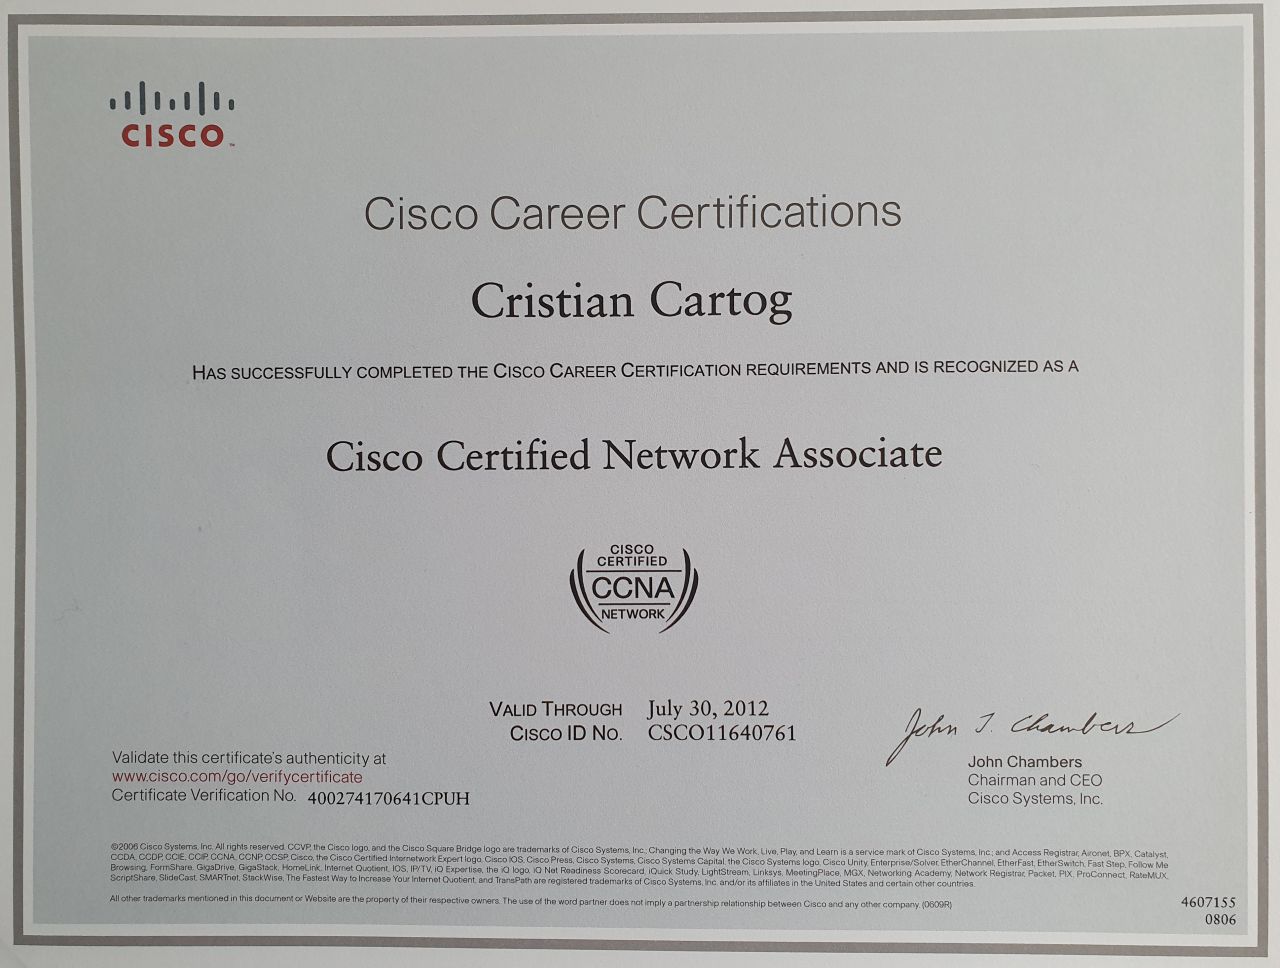 CISCO™
Cisco Career Certifications
Cristian Cartog
HAS SUCCESSFULLY COMPLETED THE CISCO CAREER CERTIFICATION REQUIREMENTS AND IS RECOGNIZED AS A
Cisco Certified Network Associate
CISCO
CERTIFIED
CCNA
NETWORK
VALID THROUGH July 30, 2012
CISCO ID NO. CSCO11640761
Validate this certificate's authenticity at
www.cisco.com/go/verifycertificate
Certificate Verification No. 400274170641CPUH
John T. Chambers
John Chambers
Chairman and CEO
Cisco Systems, Inc.
©2006 Cisco Systems, Inc. All rights reserved. CCVP, the Cisco logo, and the Cisco Square Bridge logo are trademarks of Cisco Systems, Inc.; Changing the Way We Work, Live, Play, and Learn is a service mark of Cisco Systems, Inc.; and Access Registrar, Aironet, BPX, Catalyst,
CCDA, CCDP, CCIE, CCIP, CCNA, CCNP, CCSP, Cisco, the Cisco Certified Internetwork Expert logo, Cisco IOS, Cisco Press, Cisco Systems, Cisco Systems Capital, the Cisco Systems logo, Cisco Unity, Enterprise/Solver, EtherChannel, EtherFast, EtherSwitch, Fast Step, Follow Me
Browsing, FormShare, GigaDrive, GigaStack, HomeLink, Internet Quotient, IOS, IP/TV, iQ Expertise, the iQ logo, iQ Net Readiness Scorecard, iQuick Study, LightStream, Linksys, MeetingPlace, MGX, Networking Academy, Network Registrar, Packet, PIX, ProConnect, RateMUX,
ScriptShare, SlideCast, SMARTnet, StackWise, The Fastest Way to Increase Your Internet Quotient, and TransPath are registered trademarks of Cisco Systems, Inc. and/or its affiliates in the United States and certain other countries.
All other trademarks mentioned in this document or Website are the property of their respective owners. The use of the word partner does not imply a partnership relationship between Cisco and any other company. (0609R)
4607155
0806